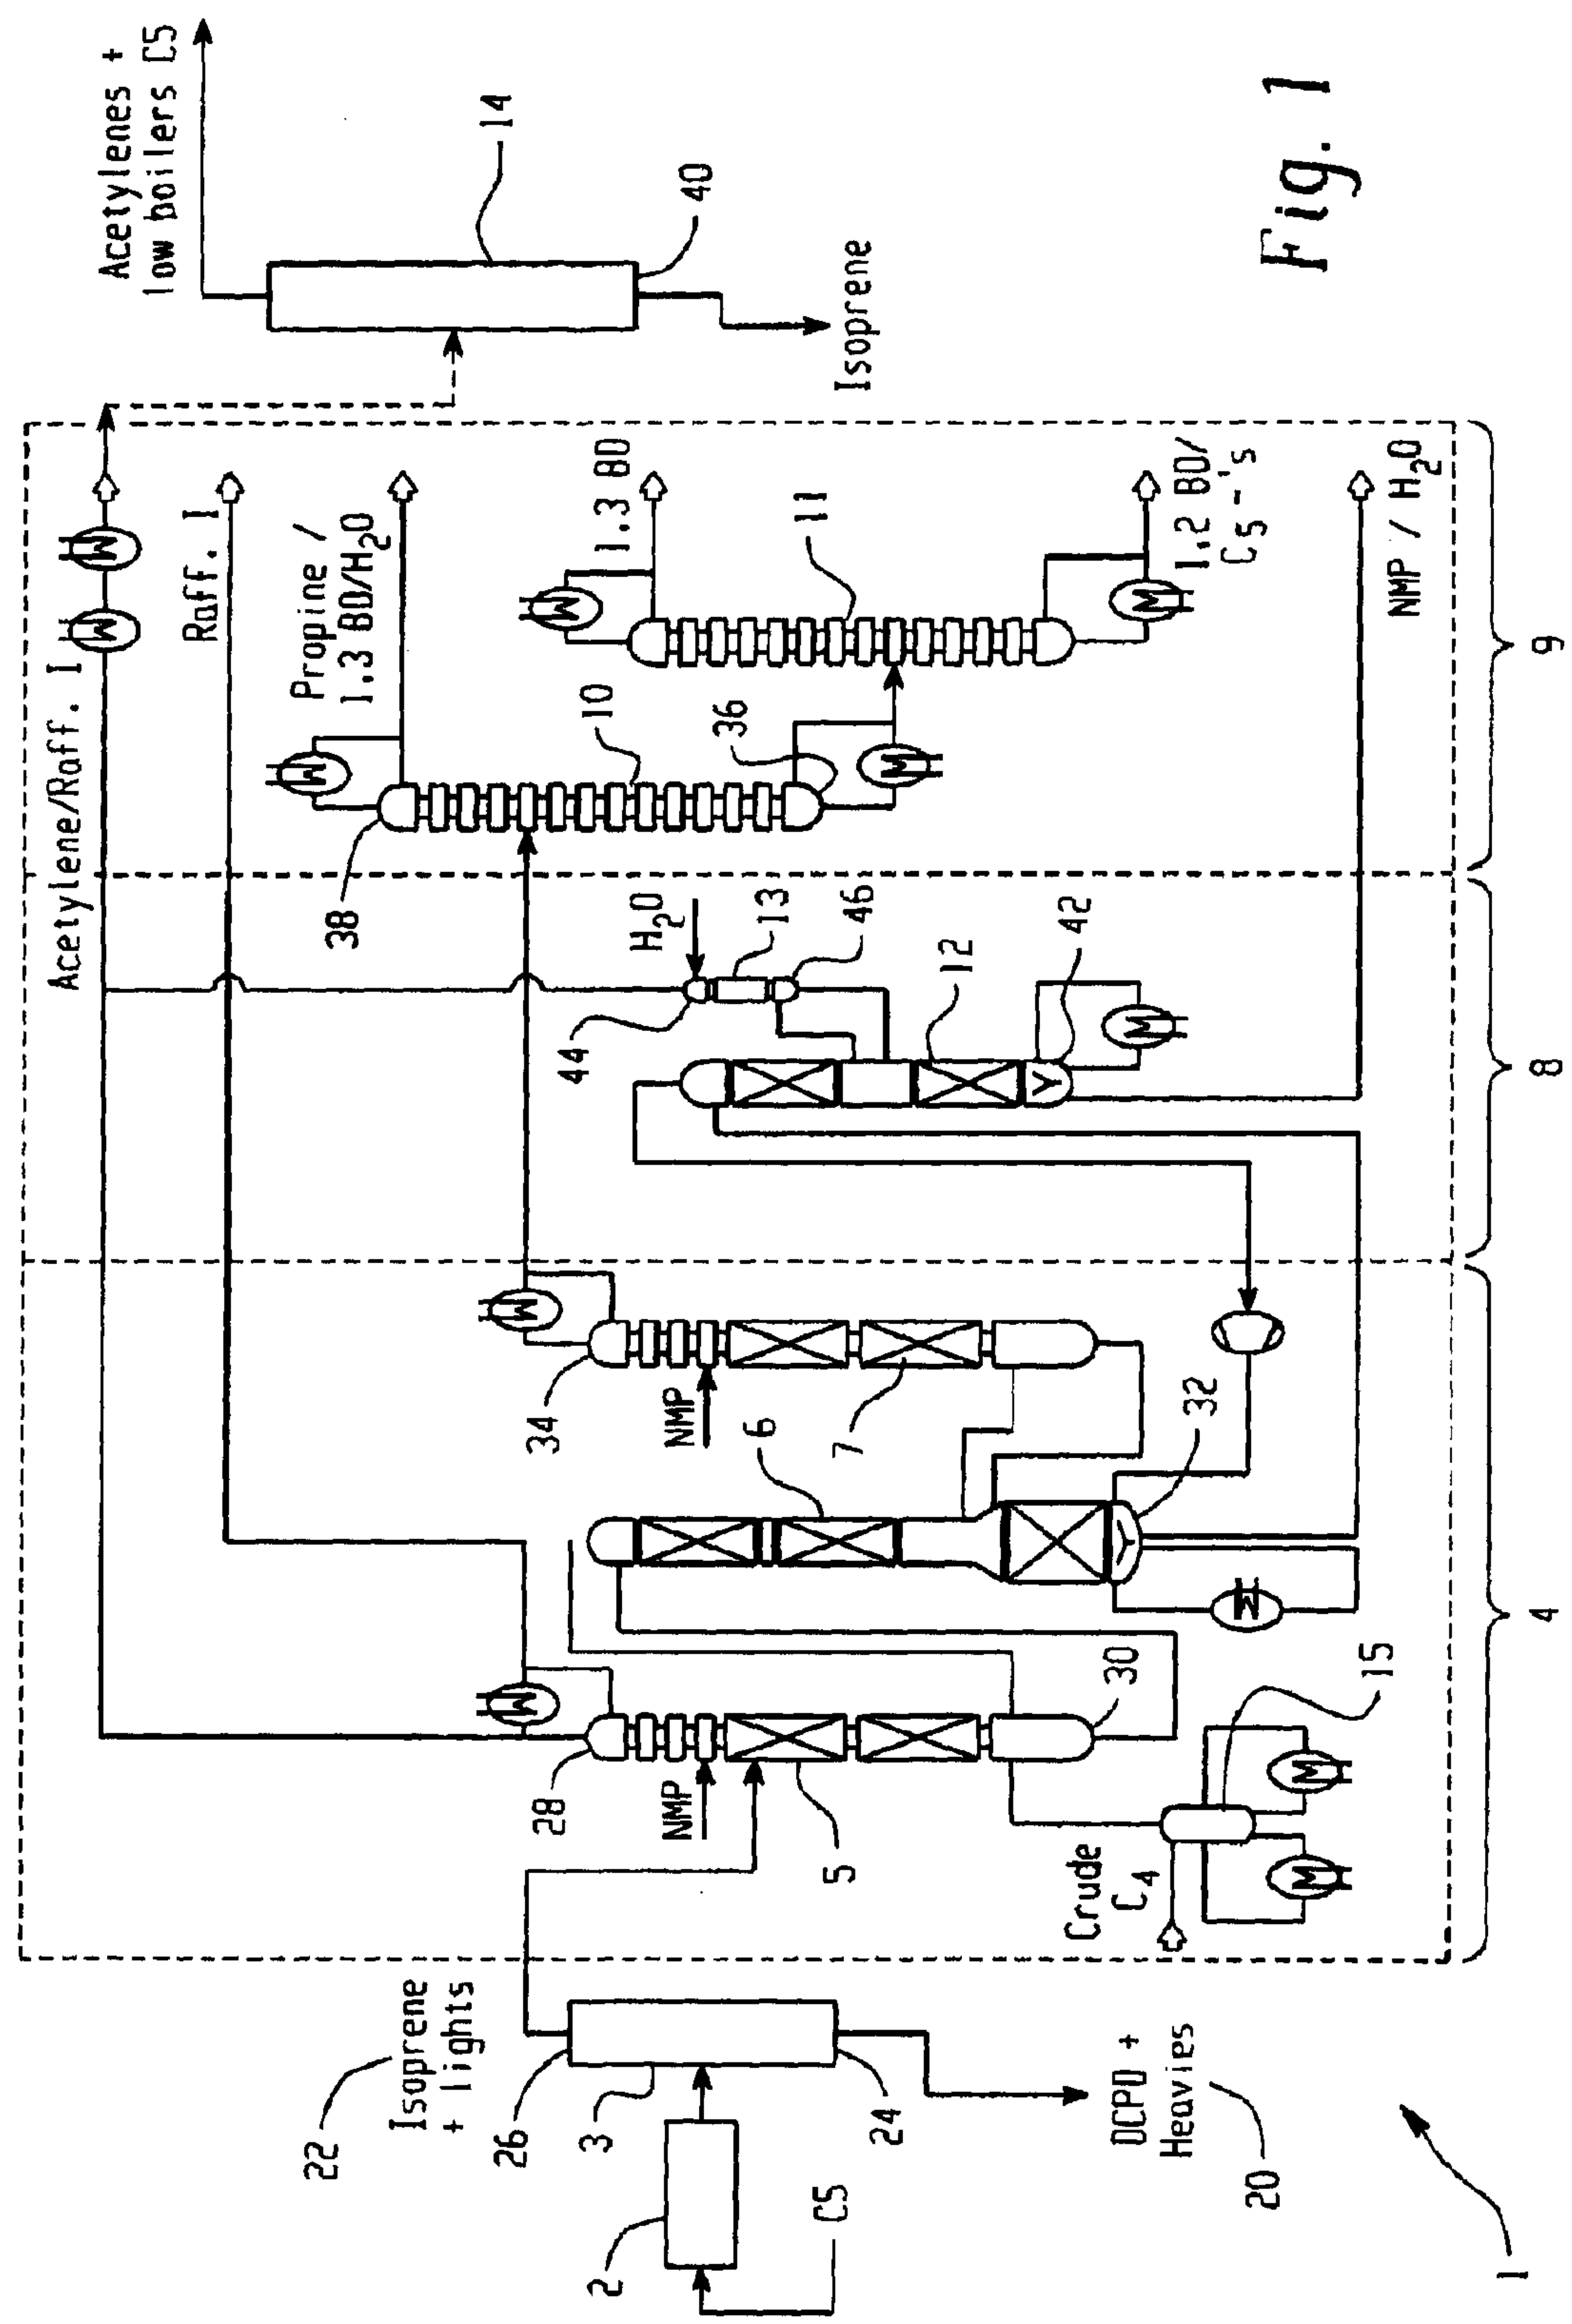 Acetylenes +
low boilers C5
14
40
Isoprene
Fig. 1
Acetylene/Raff. I
Raff. I
Propine /
1.3 BD/H2O
1.3 BD
1,2 BD/
C5-'s
NMP / H2O
38
10
36
11
9
H2O
13
46
44
12
42
8
34
NMP
7
6
32
4
28
NMP
5
30
15
Crude
C4
22
Isoprene
+ lights
26
3
24
2
C5
DCPD +
Heavies
20
1